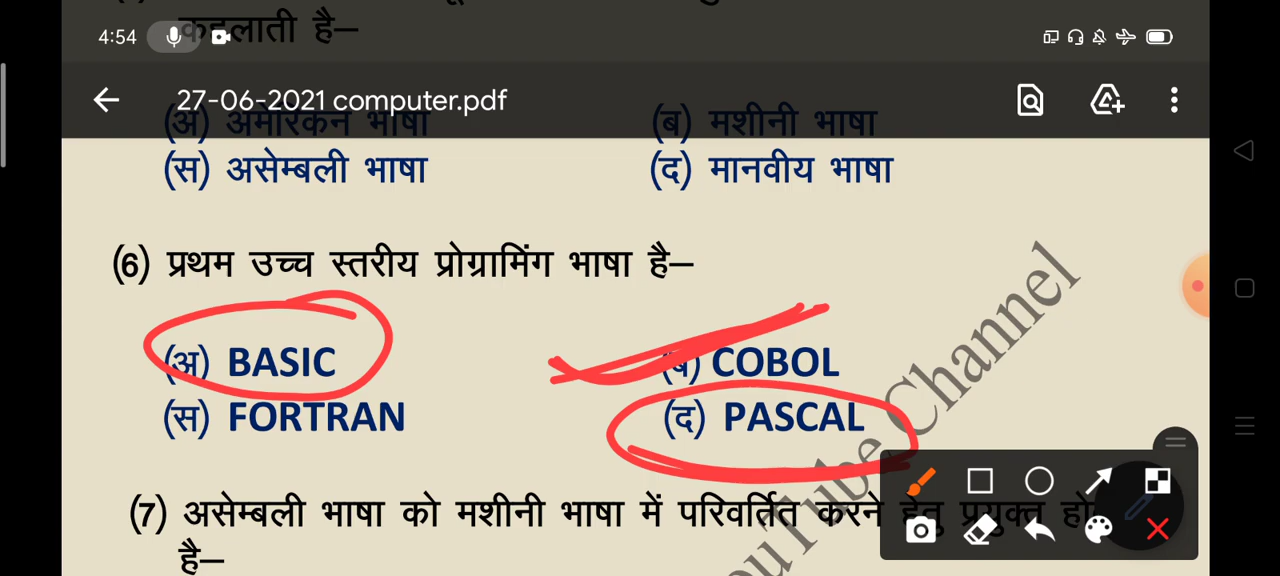 कहलाती है–
4:54
27-06-2021 computer.pdf
(अ) अमेरिकन भाषा (ब) मशीनी भाषा
(स) असेम्बली भाषा (द) मानवीय भाषा
(6) प्रथम उच्च स्तरीय प्रोग्रामिंग भाषा है–
(अ) BASIC (ब) COBOL
(स) FORTRAN (द) PASCAL
(7) असेम्बली भाषा को मशीनी भाषा में परिवर्तित करने हेतु प्रयुक्त
है–
YouTube Channel